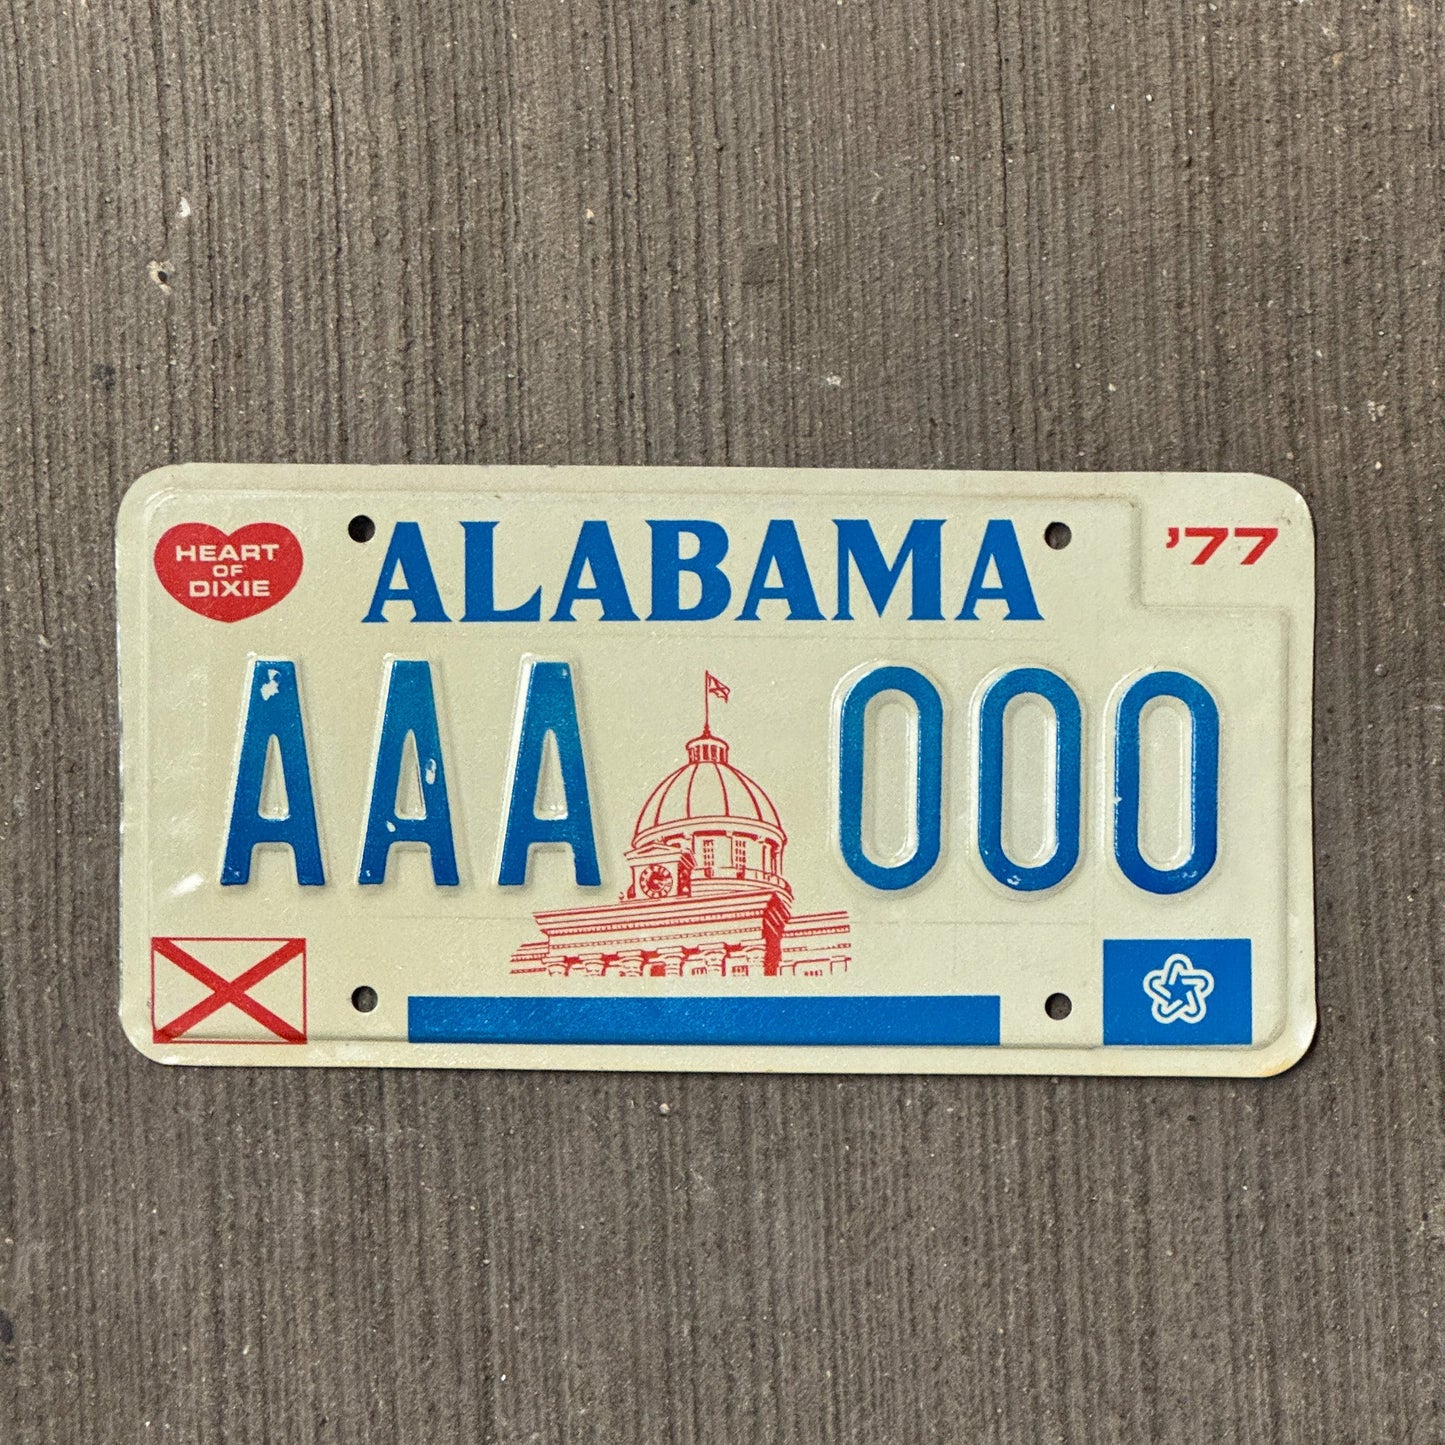 HEART
OF
DIXIE
ALABAMA
'77
AAA 000